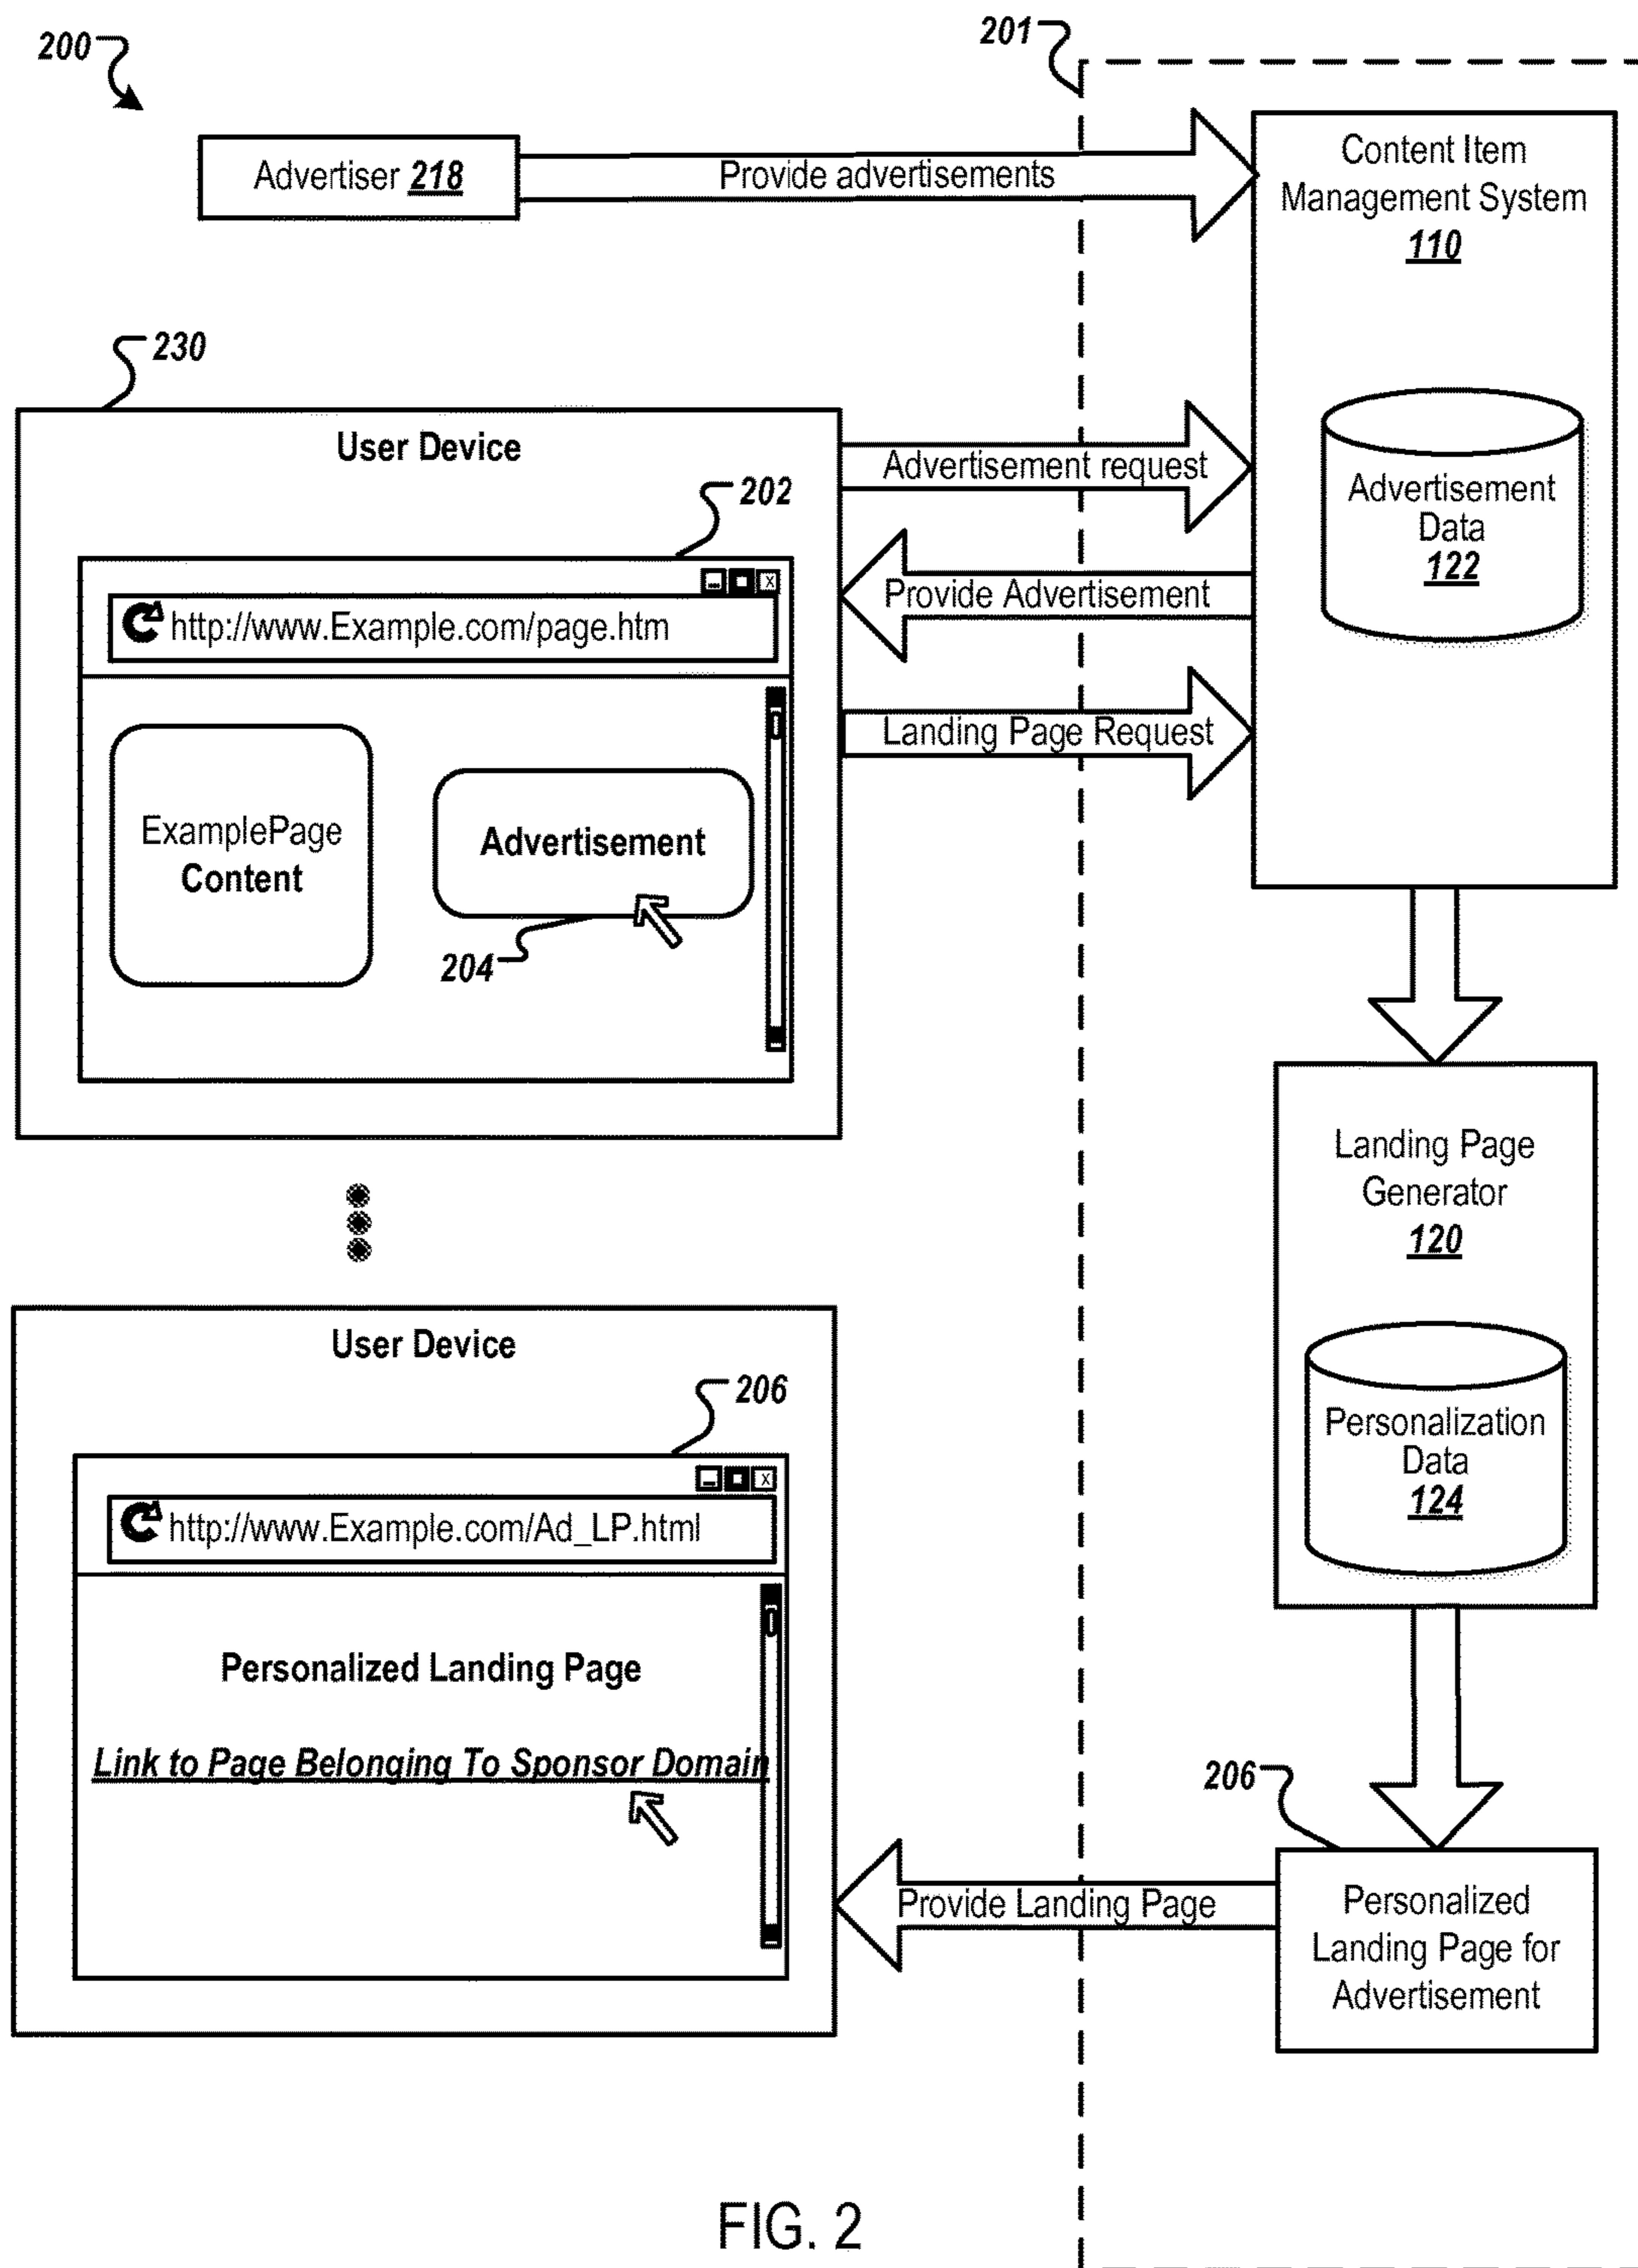 200
201
Advertiser 218
Provide advertisements
Content Item
Management System
110
230
User Device
Advertisement request
Advertisement
Data
122
202
Provide Advertisement
X
http://www.Example.com/page.htm
Landing Page Request
ExamplePage
Content
Advertisement
204
Landing Page
Generator
120
User Device
206
Personalization
Data
124
X
http://www.Example.com/Ad_LP.html
Personalized Landing Page
Link to Page Belonging To Sponsor Domain
206
Provide Landing Page
Personalized
Landing Page for
Advertisement
FIG. 2